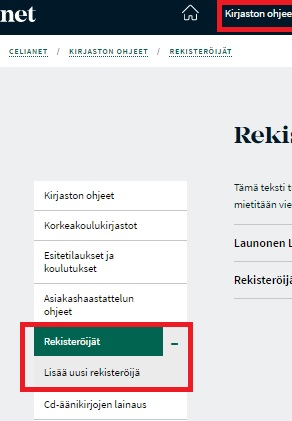 net
Kirjaston ohjee
CELIANET / KIRJASTON OHJEET / REKISTERÖIJÄT
Rekis
Tämä teksti t
mietitään vie
Kirjaston ohjeet
Launonen L
Korkeakoulukirjastot
Esitetilaukset ja
koulutukset
Rekisteröijä
Asiakashaastattelun
ohjeet
Rekisteröijät
Lisää uusi rekisteröijä
Cd-äänikirjojen lainaus